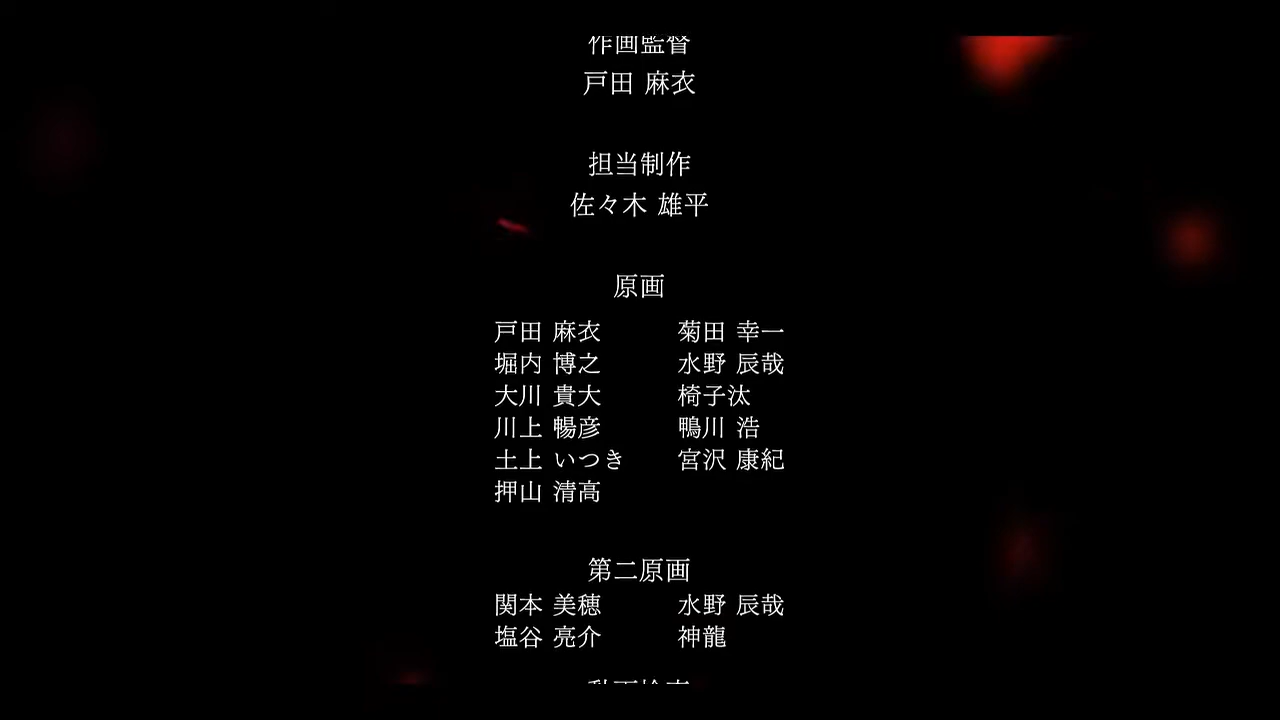 作画監督
戸田 麻衣
担当制作
佐々木 雄平
原画
戸田 麻衣 菊田 幸一
堀内 博之 水野 辰哉
大川 貴大 椅子汰
川上 暢彦 鴨川 浩
土上 いつき 宮沢 康紀
押山 清高
第二原画
関本 美穂 水野 辰哉
塩谷 亮介 神龍